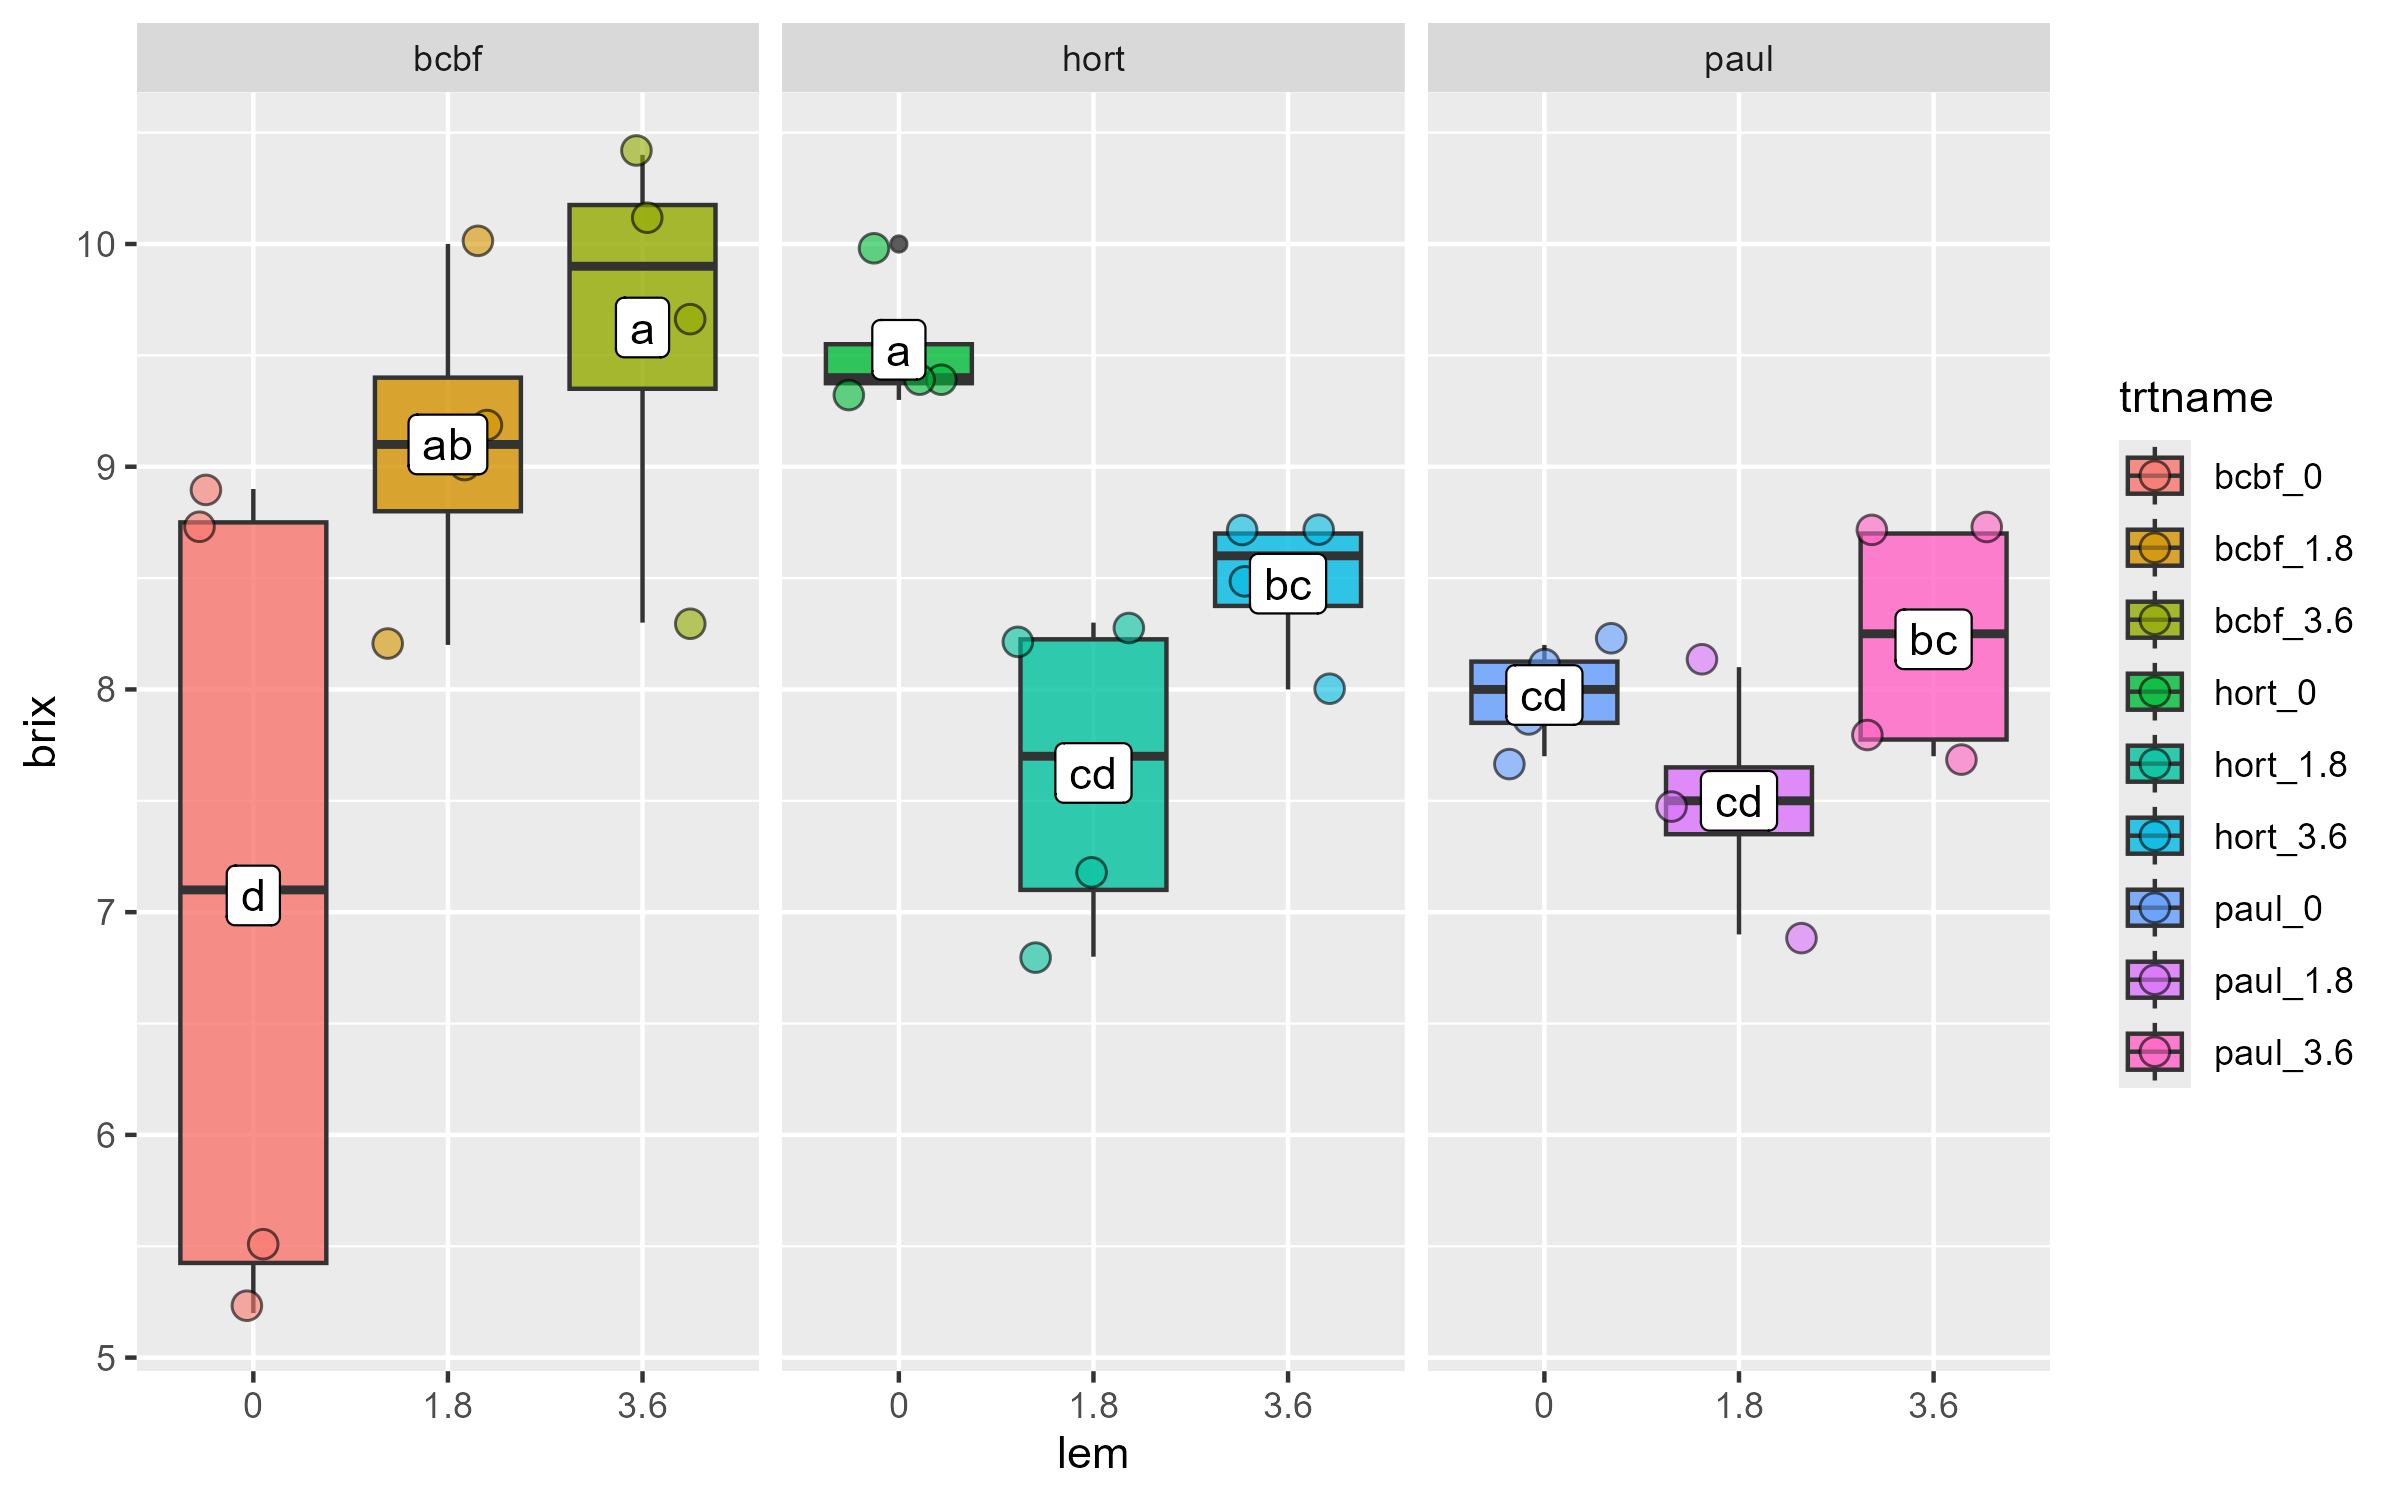 bcbf hort paul
10
9
8
7
6
5
brix
a
a
ab
bc
bc
cd
cd
cd
d
0 1.8 3.6 0 1.8 3.6 0 1.8 3.6
lem
trtname
bcbf_0
bcbf_1.8
bcbf_3.6
hort_0
hort_1.8
hort_3.6
paul_0
paul_1.8
paul_3.6